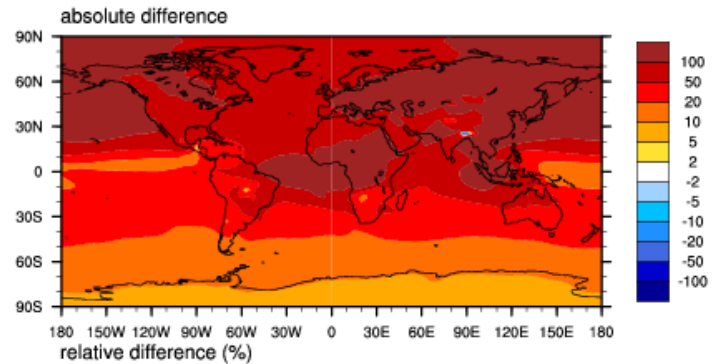 absolute difference
90N
60N
30N
0
30S
60S
90S
180 150W 120W 90W 60W 30W 0 30E 60E 90E 120E 150E 180
100
50
20
10
5
2
-2
-5
-10
-20
-50
-100
relative difference (%)